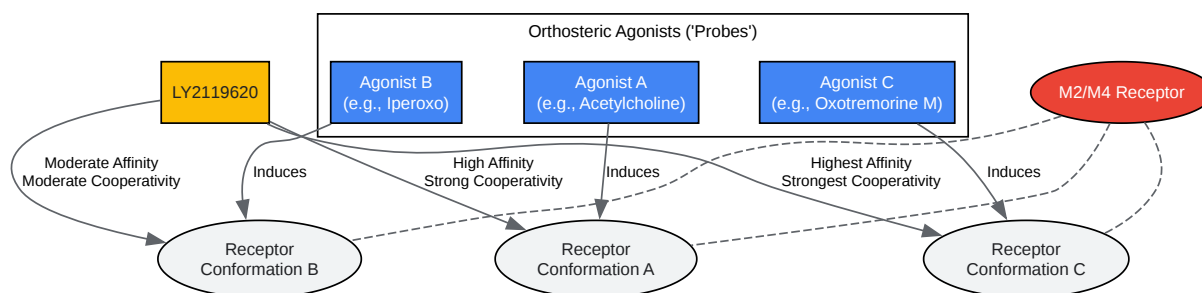 Orthosteric Agonists ('Probes')
LY2119620
Agonist B
(e.g., Iperoxo)
Agonist A
(e.g., Acetylcholine)
Agonist C
(e.g., Oxotremorine M)
M2/M4 Receptor
Moderate Affinity
Moderate Cooperativity
Induces
High Affinity
Strong Cooperativity
Induces
Highest Affinity
Strongest Cooperativity
Induces
Receptor
Conformation B
Receptor
Conformation A
Receptor
Conformation C